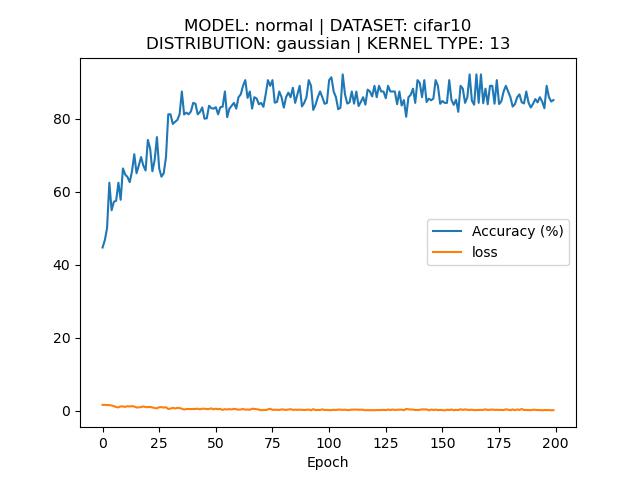 MODEL: normal | DATASET: cifar10
DISTRIBUTION: gaussian | KERNEL TYPE: 13
80
60
40
20
0
Accuracy (%)
loss
0 25 50 75 100 125 150 175 200
Epoch